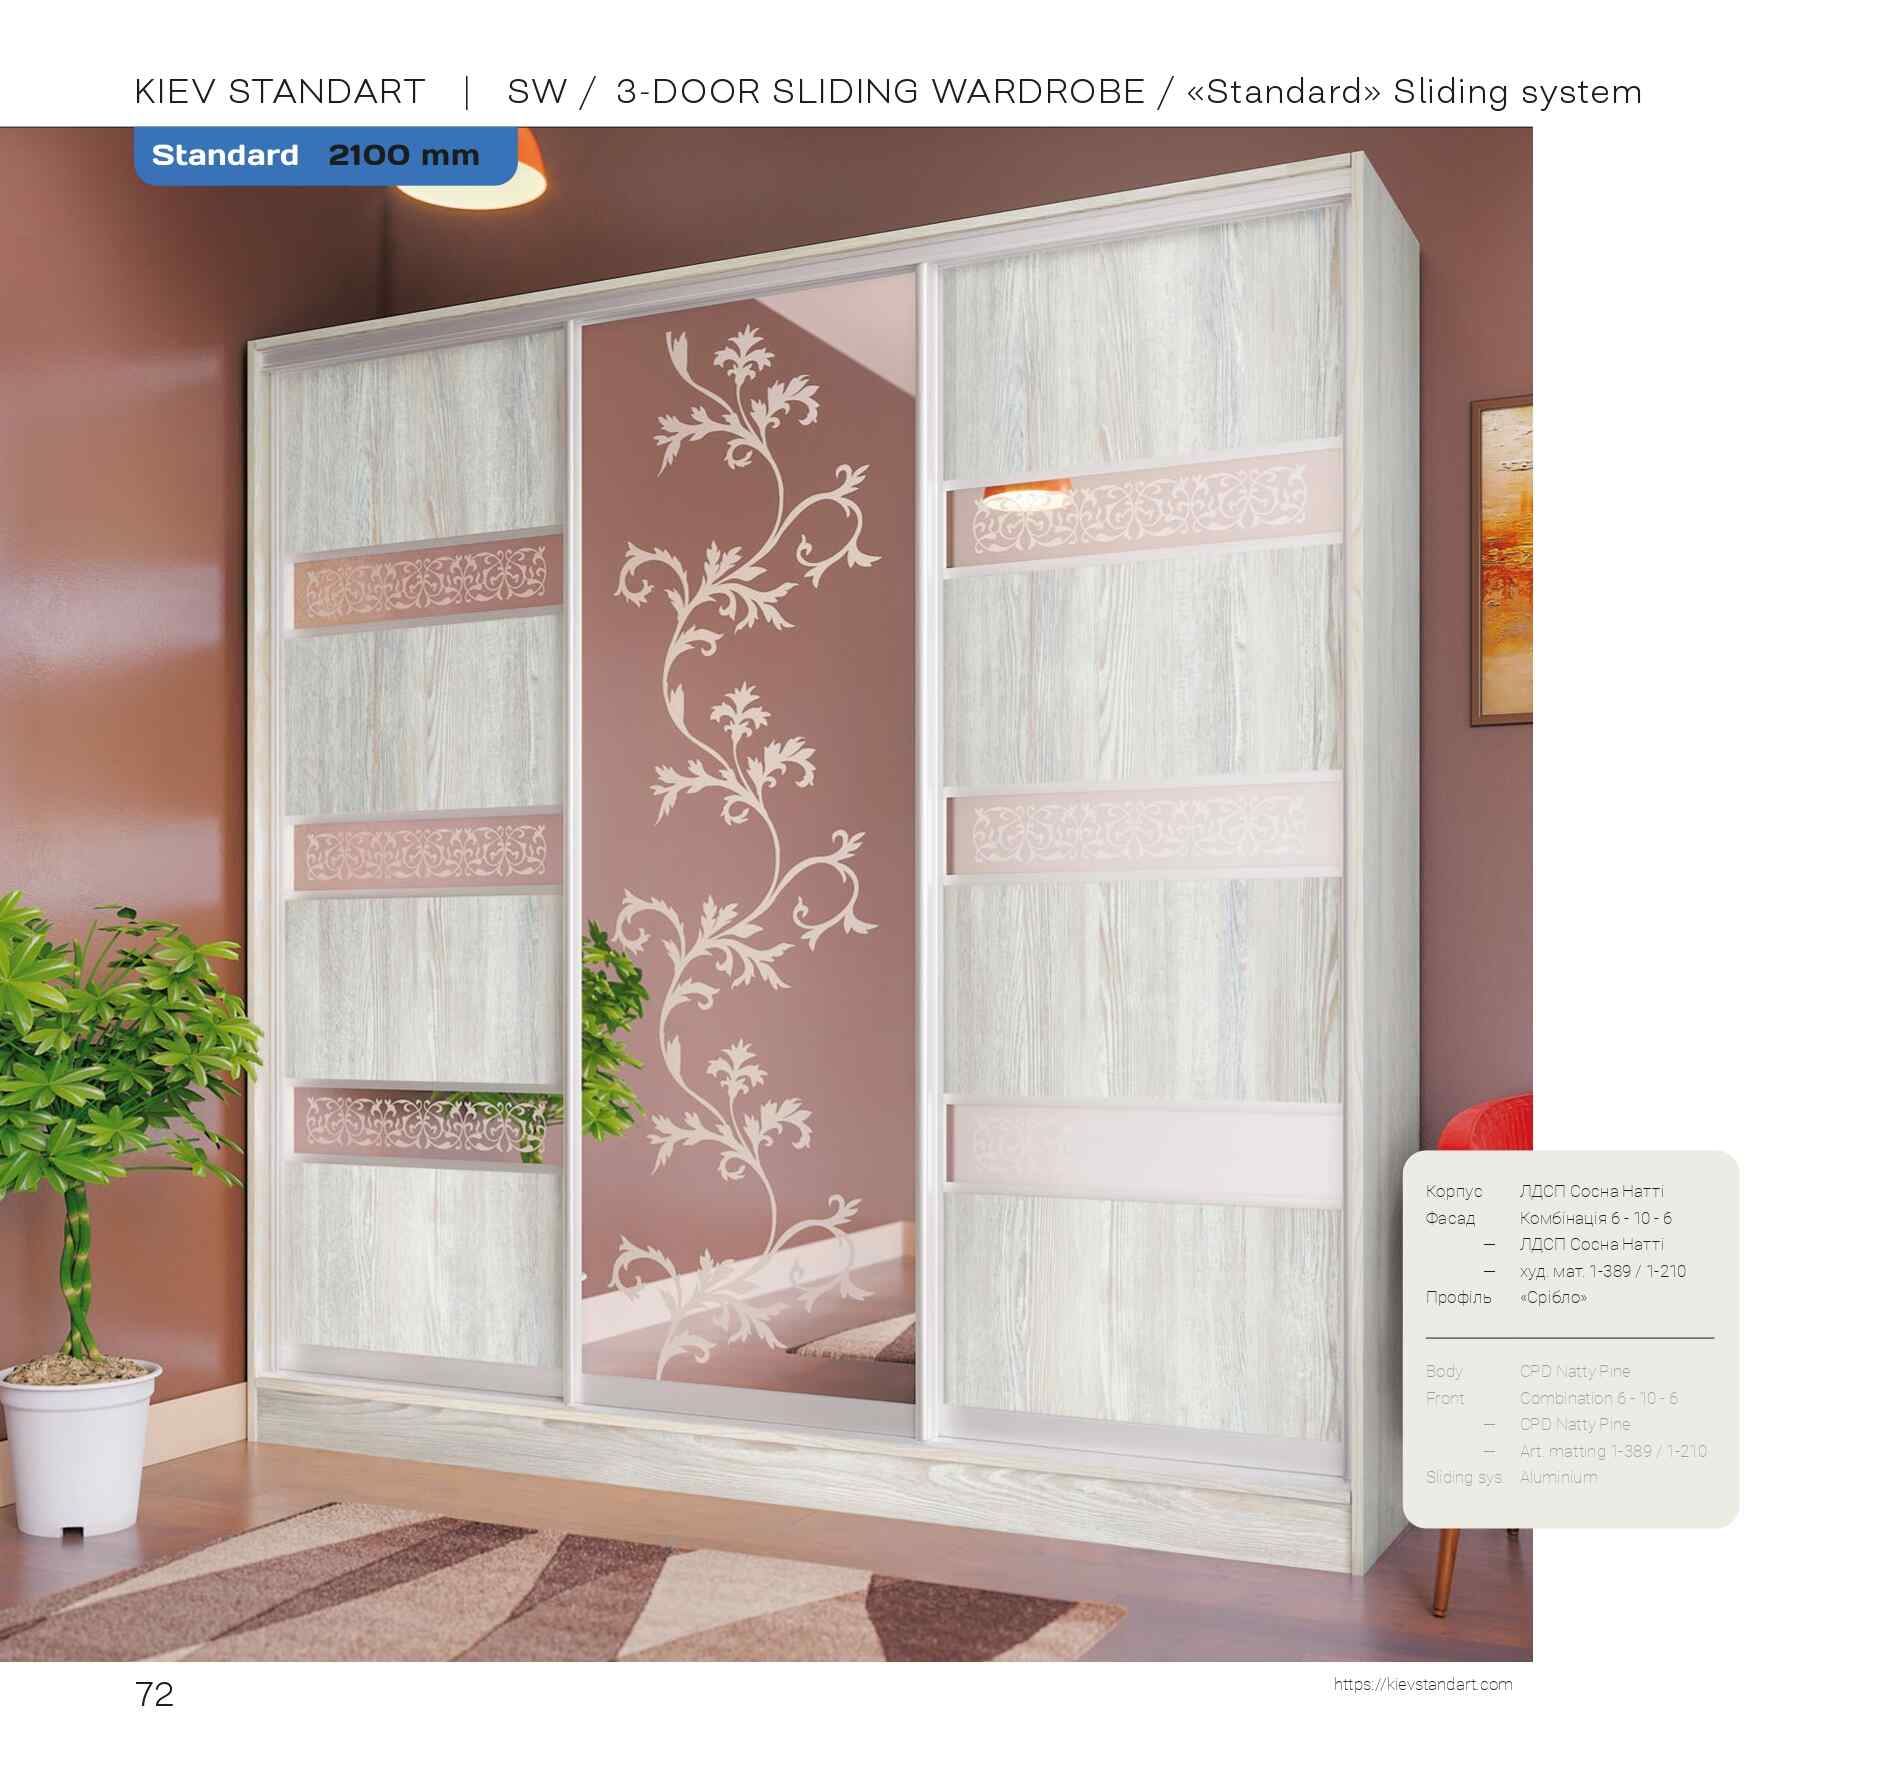 KIEV STANDART | SW / 3-DOOR SLIDING WARDROBE / «Standard» Sliding system
Standard 2100 mm
Корпус ЛДСП Сосна Натті
Фасад Комбінація 6 - 10 - 6
– ЛДСП Сосна Натті
– худ. мат. 1-389 / 1-210
Профіль «Срібло»
Body CPD Natty Pine
Front Combination 6 - 10 - 6
– CPD Natty Pine
– Art. matting 1-389 / 1-210
Sliding sys. Aluminium
72
https://kievstandart.com